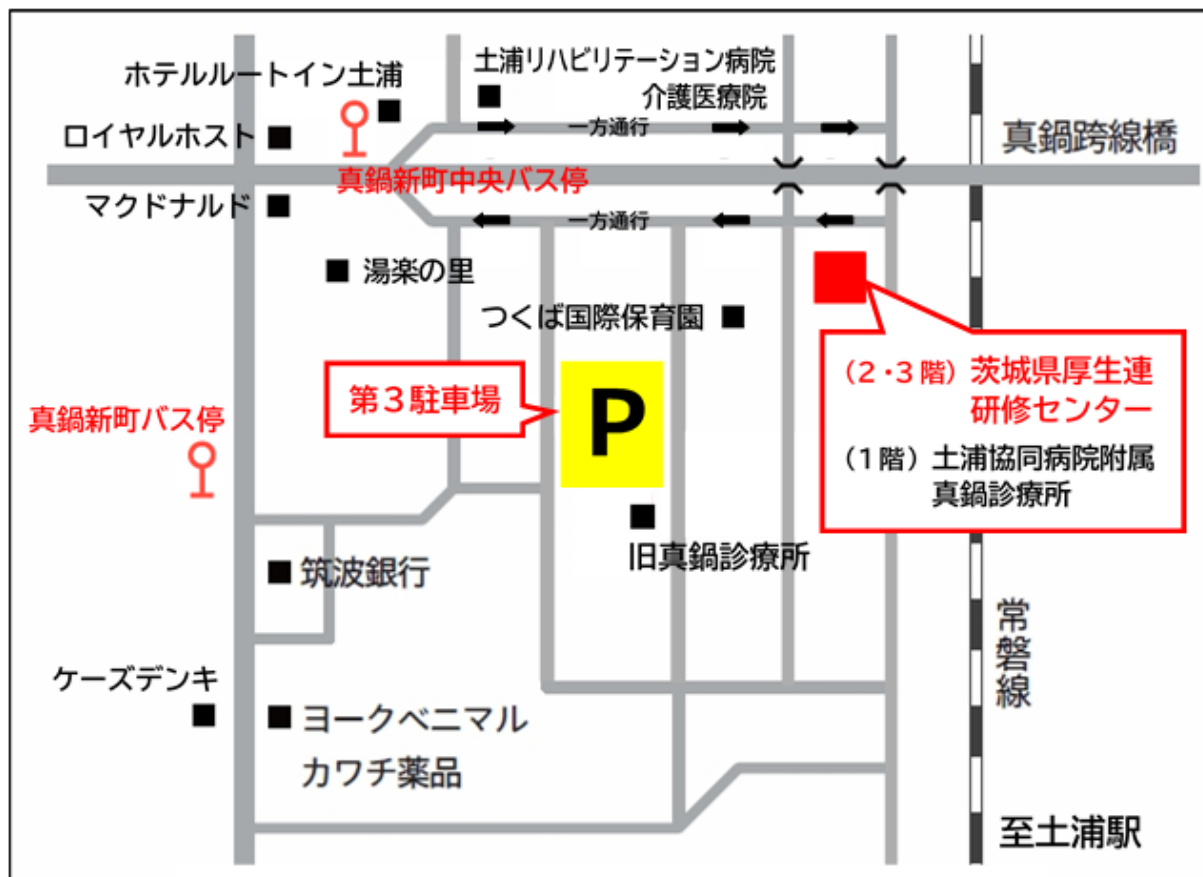 土浦リハビリテーション病院
介護医療院
ホテルルートイン土浦
ロイヤルホスト
一方通行
真鍋跨線橋
真鍋新町中央バス停
マクドナルド
一方通行
湯楽の里
つくば国際保育園
(2・3階) 茨城県厚生連
研修センター
(1階) 土浦協同病院附属
真鍋診療所
第3駐車場
P
真鍋新町バス停
旧真鍋診療所
筑波銀行
常磐線
ケーズデンキ
ヨークベニマル
カワチ薬品
至土浦駅